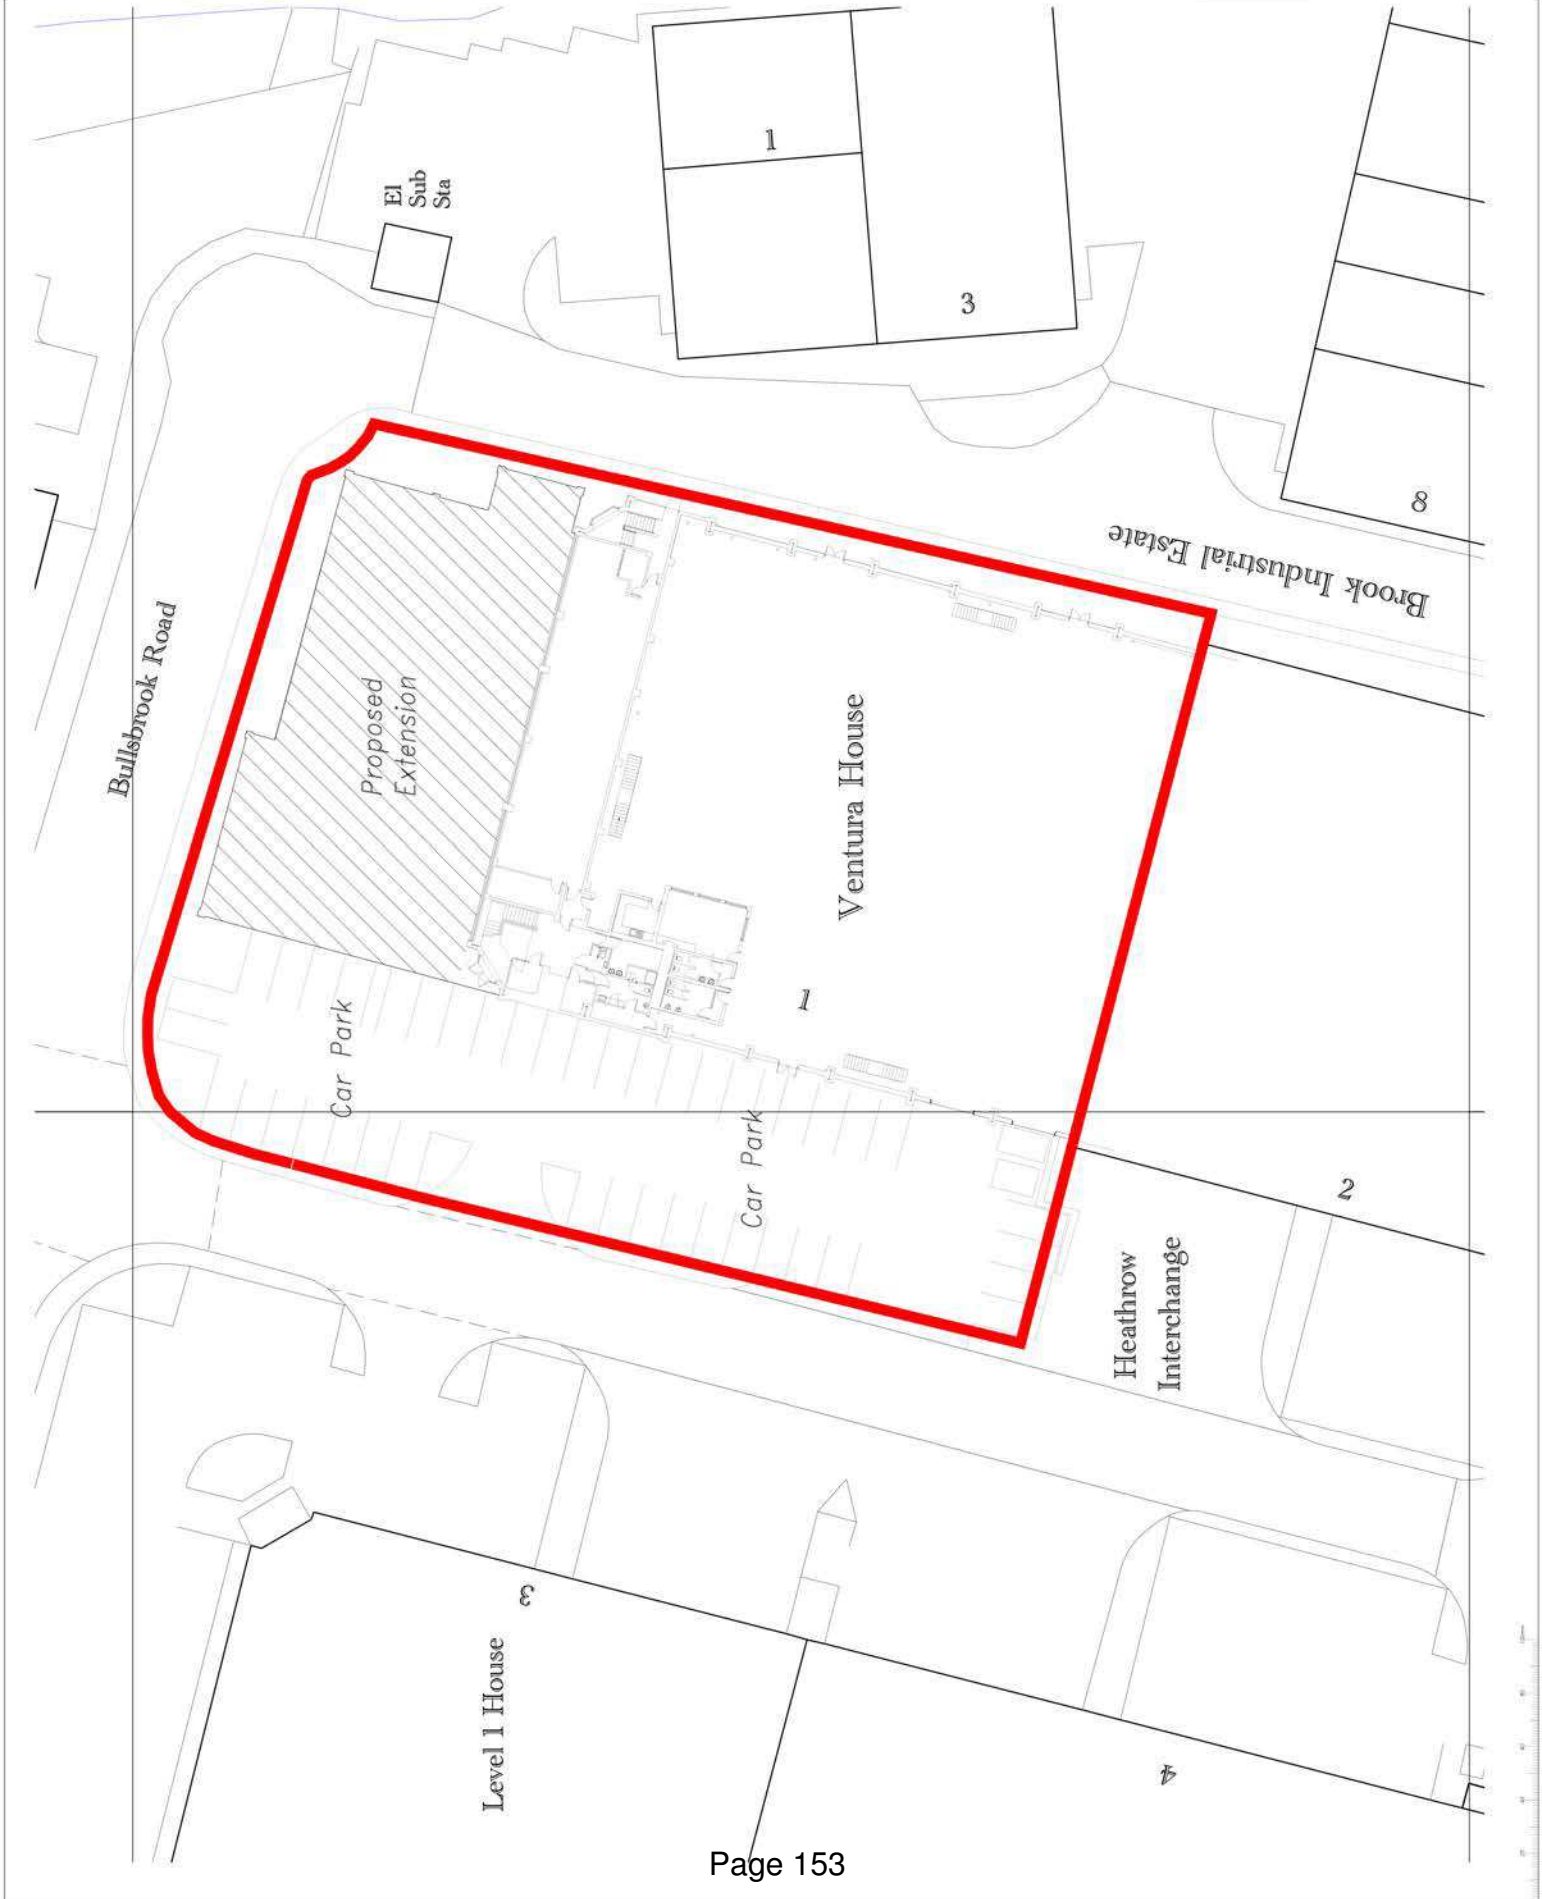 El
Sub
Sta
1
3
8
Brook Industrial Estate
Bullsbrook Road
Proposed
Extension
Ventura House
1
Car Park
Car Park
2
Heathrow
Interchange
3
Level 1 House
4
Page 153